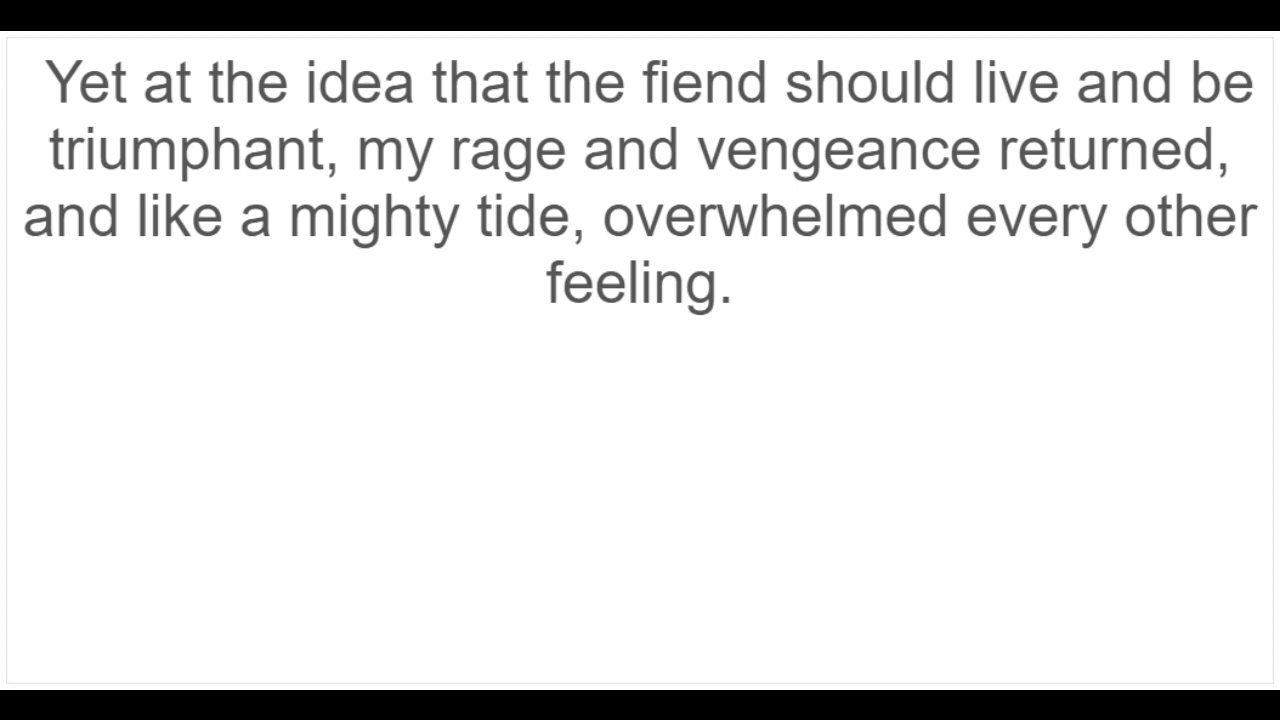 Yet at the idea that the fiend should live and be
triumphant, my rage and vengeance returned,
and like a mighty tide, overwhelmed every other
feeling.